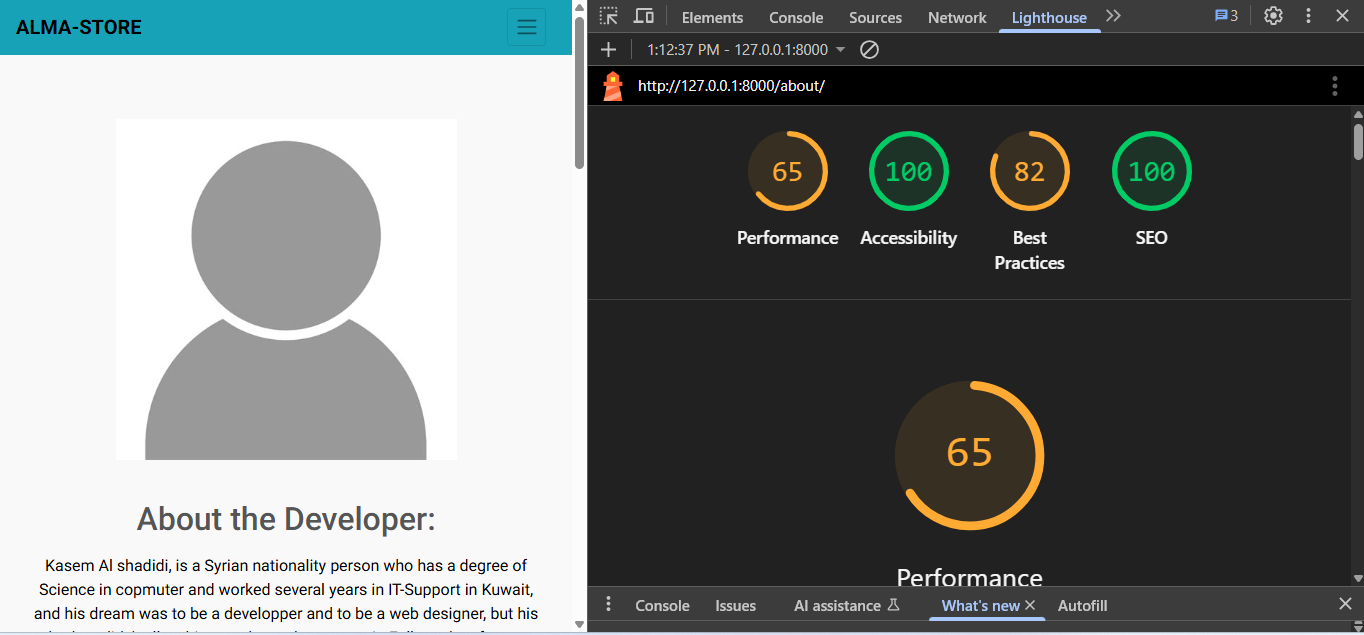 ALMA-STORE
About the Developer:
Kasem Al shadidi, is a Syrian nationality person who has a degree of
Science in copmuter and worked several years in IT-Support in Kuwait,
and his dream was to be a developper and to be a web designer, but his
Elements Console Sources Network Lighthouse 3
1:12:37 PM - 127.0.0.1:8000
http://127.0.0.1:8000/about/
65 100 82 100
Performance Accessibility Best SEO
Practices
65
Performance
Console Issues AI assistance What's new Autofill